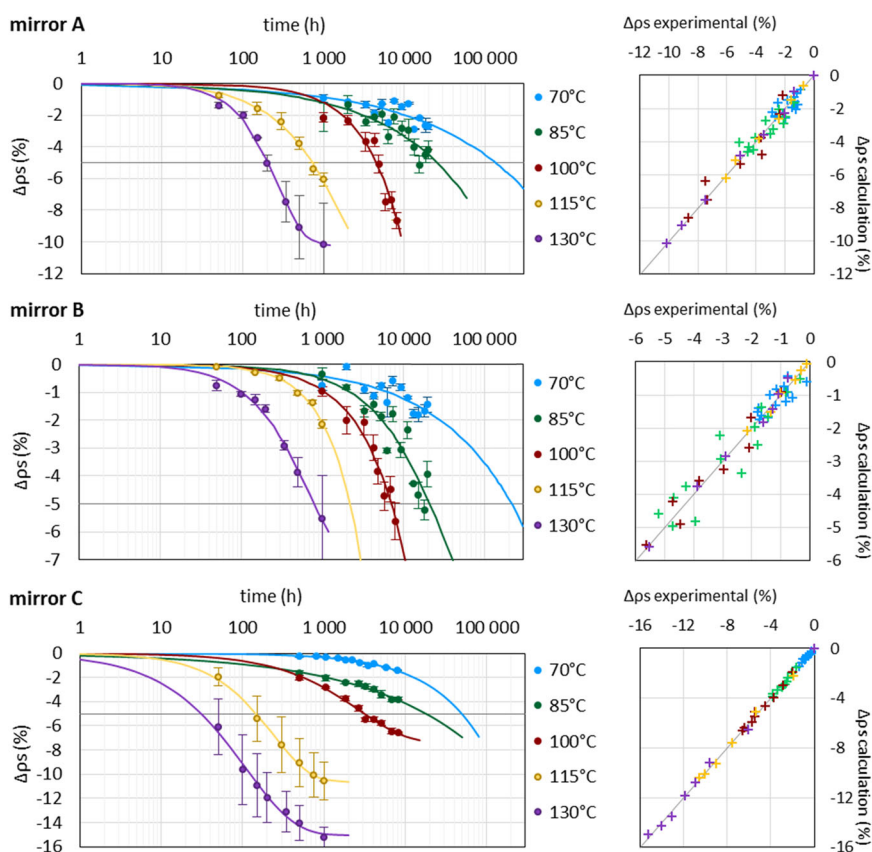 mirror A time (h) Δρs experimental (%)
1 10 100 1 000 10 000 100 000 -12 -10 -8 -6 -4 -2 0
0
-2
-4
-6
-8
-10
-12
Δρs (%)
70°C
85°C
100°C
115°C
130°C
0
-2
-4
-6
-8
-10
-12
Δρs calculation (%)
mirror B time (h) Δρs experimental (%)
1 10 100 1 000 10 000 100 000 -6 -5 -4 -3 -2 -1 0
0
-1
-2
-3
-4
-5
-6
-7
Δρs (%)
70°C
85°C
100°C
115°C
130°C
0
-1
-2
-3
-4
-5
-6
Δρs calculation (%)
mirror C time (h) Δρs experimental (%)
1 10 100 1 000 10 000 100 000 -16 -12 -8 -4 0
0
-2
-4
-6
-8
-10
-12
-14
-16
Δρs (%)
70°C
85°C
100°C
115°C
130°C
0
-4
-8
-12
-16
Δρs calculation (%)